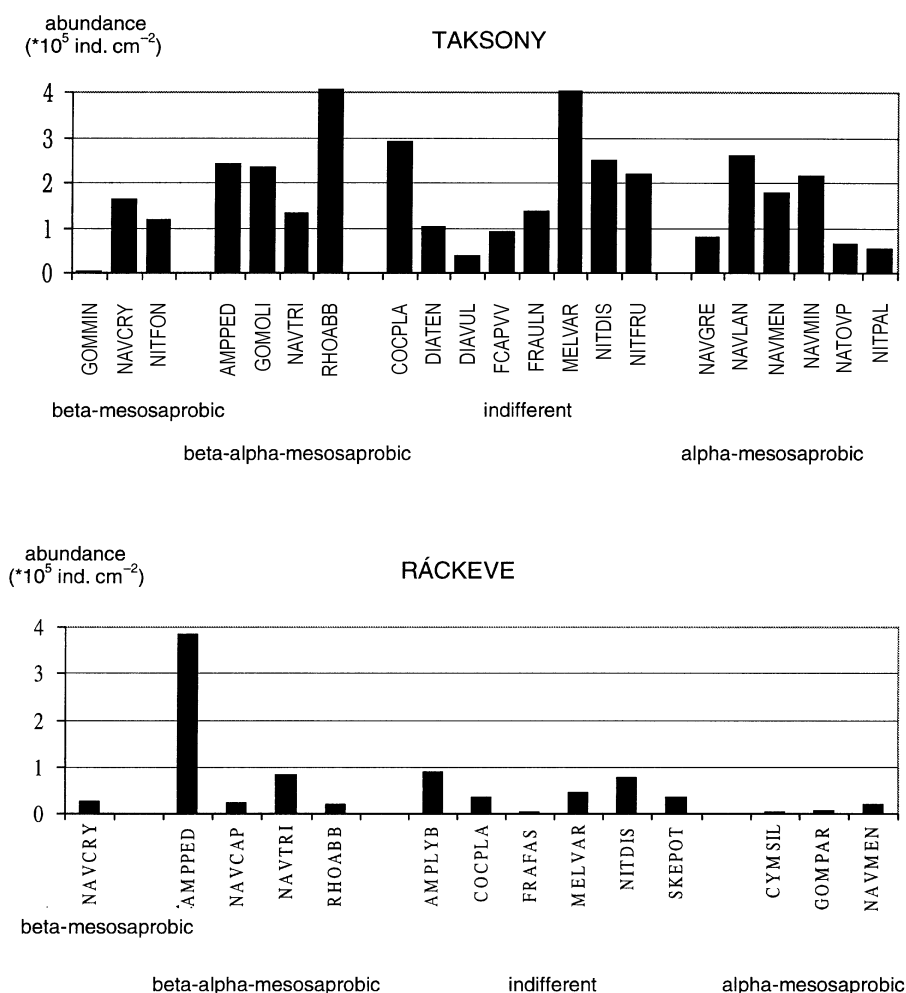 abundance
(*10⁵ ind. cm⁻²)
TAKSONY
4
3
2
1
0
GOMMIN NAVCRY NITFON AMPPED GOMOLI NAVTRI RHOABB COCPLA DIATEN DIAVUL FCAPVV FRAULN MELVAR NITDIS NITFRU NAVGRE NAVLAN NAVMEN NAVMIN NATOVP NITPAL
beta-mesosaprobic indifferent
beta-alpha-mesosaprobic alpha-mesosaprobic
abundance
(*10⁵ ind. cm⁻²)
RÁCKEVE
4
3
2
1
0
NAVCRY AMPPED NAVCAP NAVTRI RHOABB AMPLYB COCPLA FRAFAS MELVAR NITDIS SKEPOT CYMSIL GOMPAR NAVMEN
beta-mesosaprobic
beta-alpha-mesosaprobic indifferent alpha-mesosaprobic